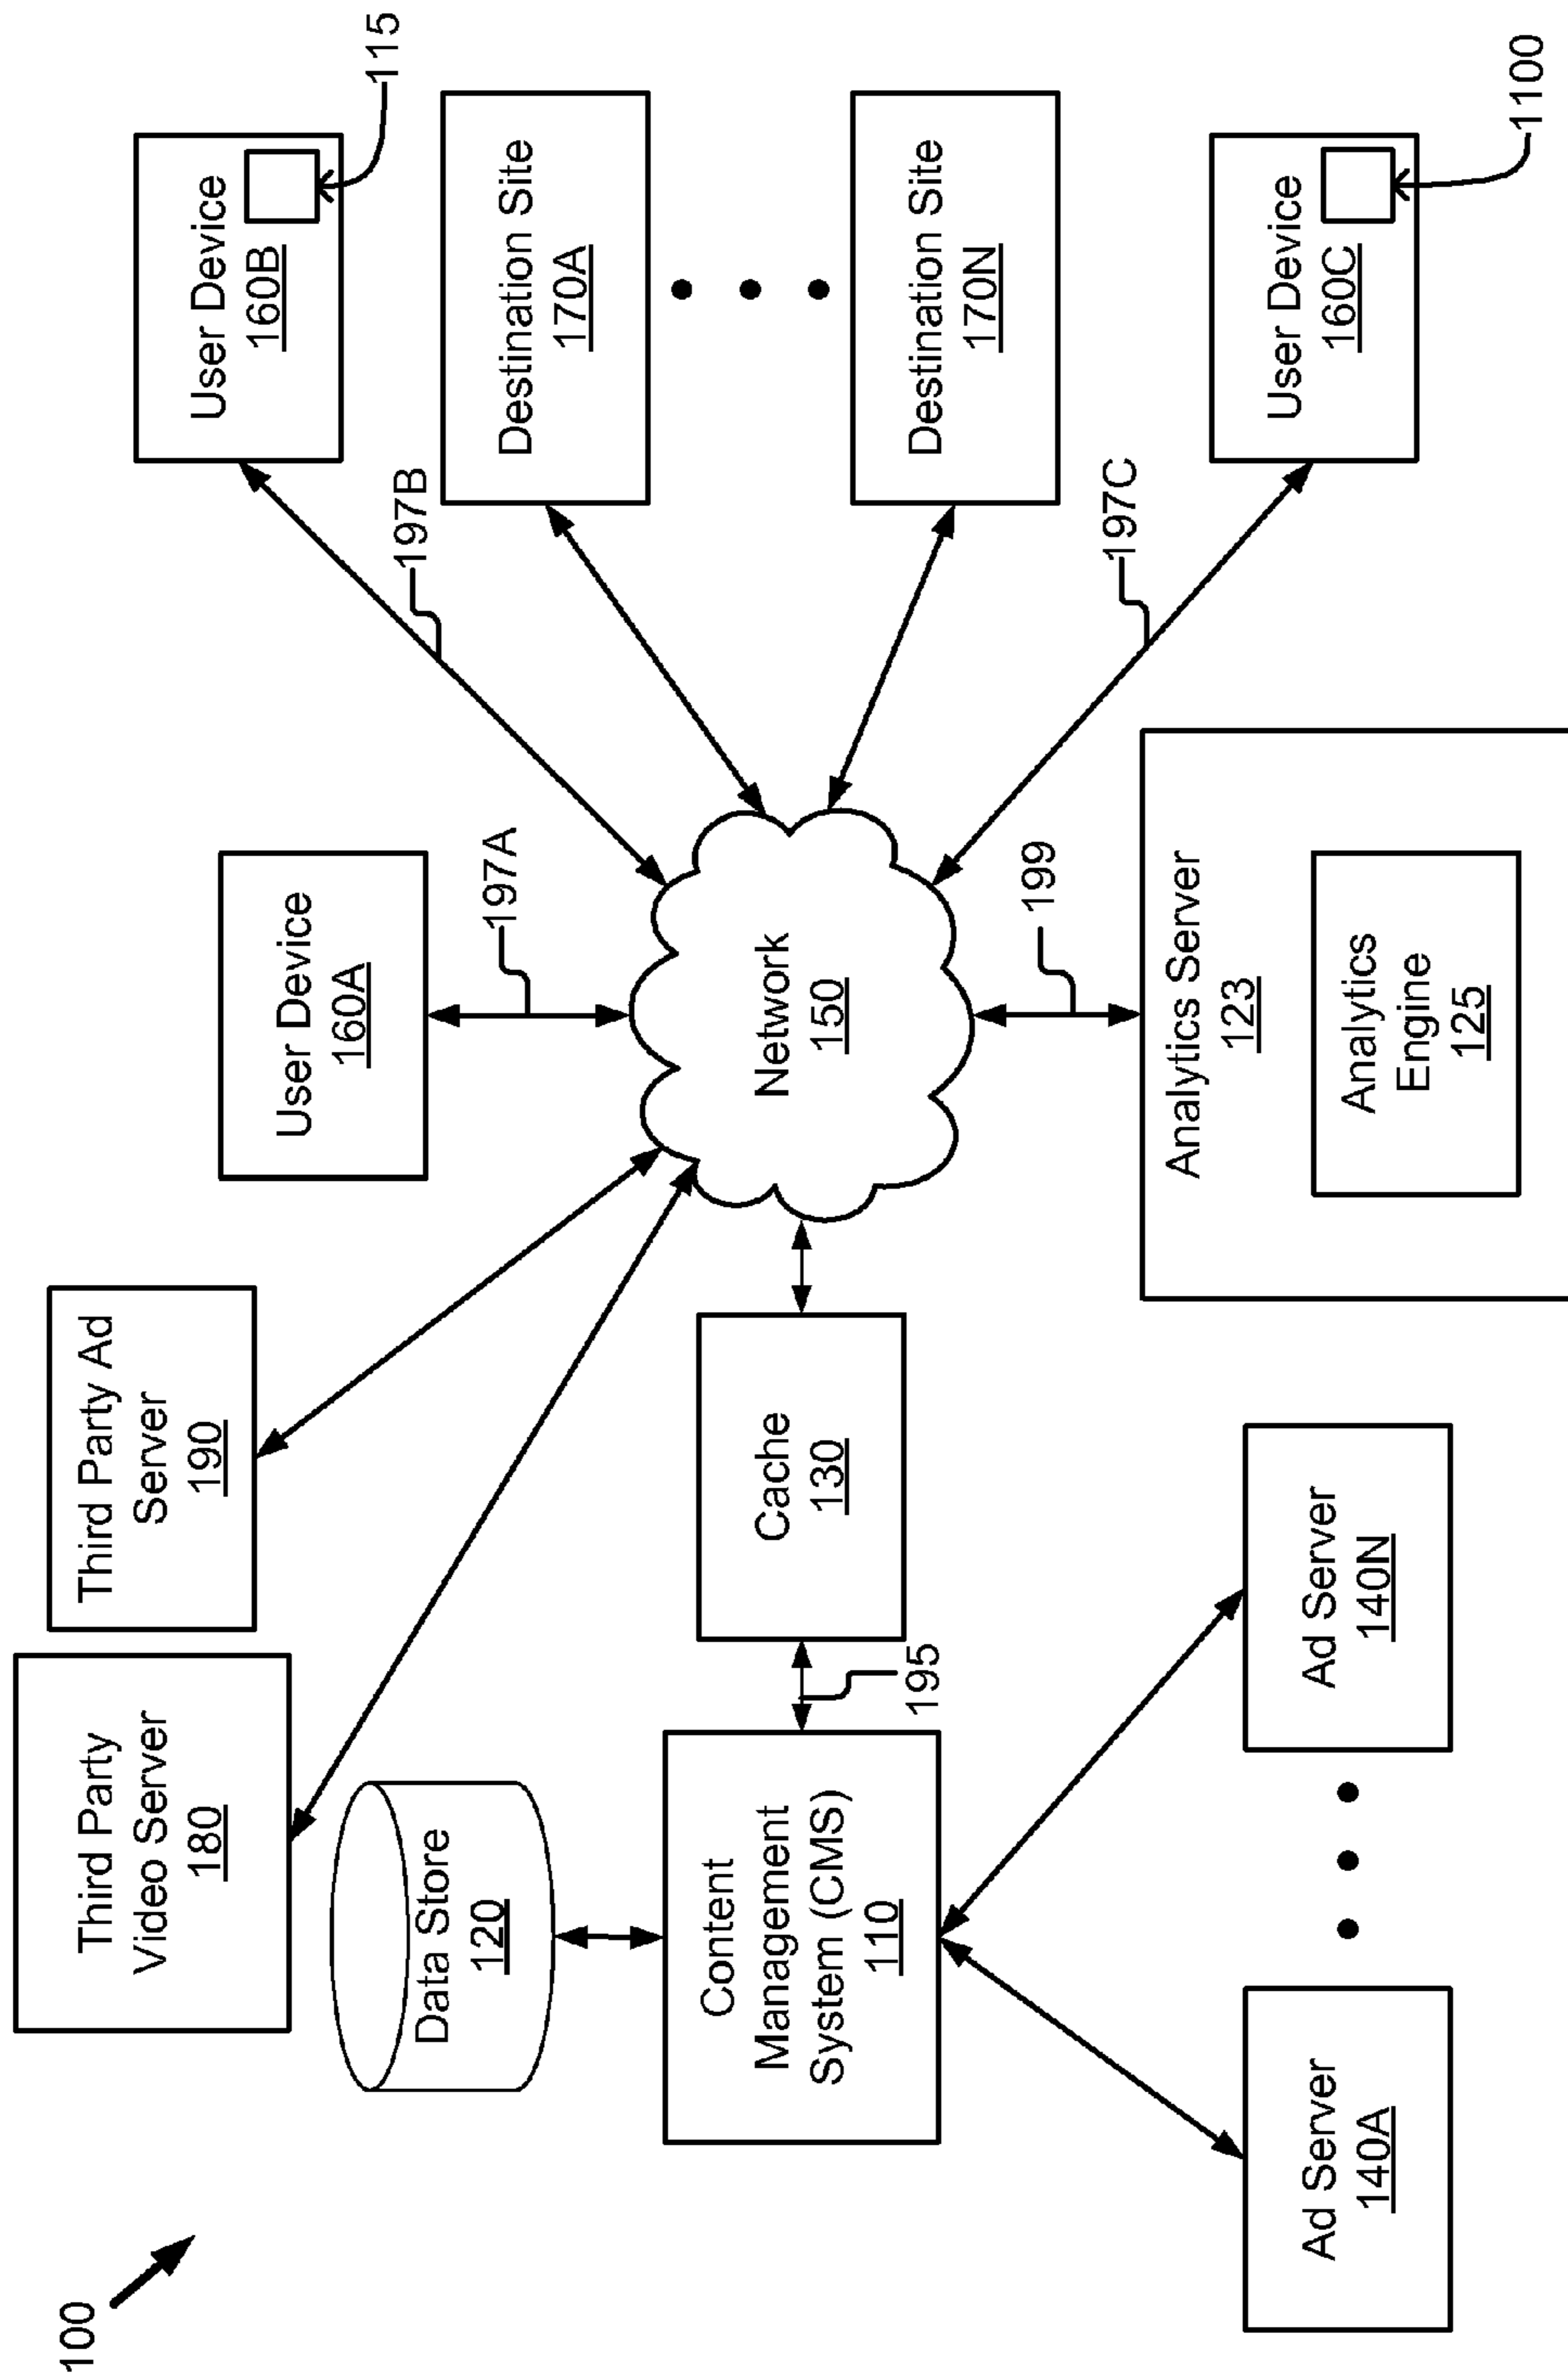 100
Third Party
Video Server
180
Third Party Ad
Server
190
User Device
160A
197A
User Device
160B
115
197B
Data Store
120
Content
Management
System (CMS)
110
195
Cache
130
Network
150
Destination Site
170A
Destination Site
170N
197C
199
Ad Server
140A
Ad Server
140N
Analytics Server
123
Analytics
Engine
125
User Device
160C
1100